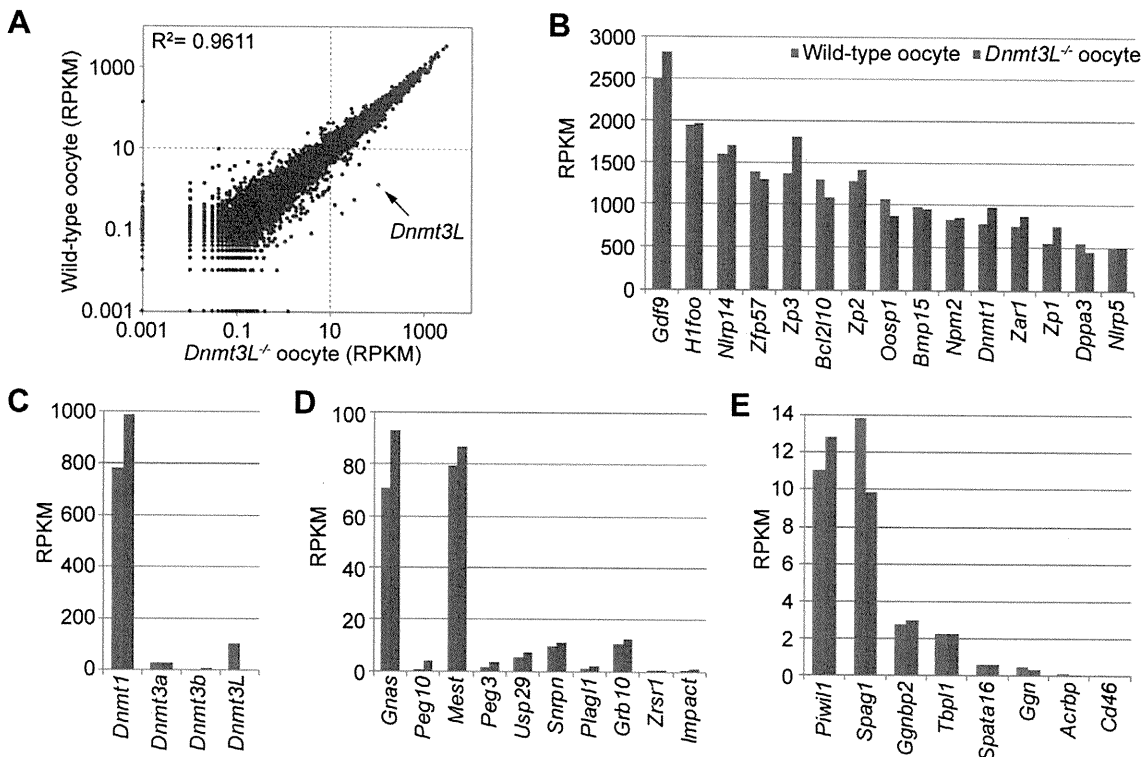 A
R²= 0.9611
Wild-type oocyte (RPKM)
1000
10
0.1
0.001
0.001
0.1
10
1000
Dnmt3L
Dnmt3L-/- oocyte (RPKM)
B
3000
2500
2000
1500
1000
500
0
RPKM
Wild-type oocyte
Dnmt3L-/- oocyte
Gdf9
H1foo
Nlrp14
Zfp57
Zp3
Bcl2l10
Zp2
Oosp1
Bmp15
Npm2
Dnmt1
Zar1
Zp1
Dppa3
Nlrp5
C
1000
800
600
400
200
0
RPKM
Dnmt1
Dnmt3a
Dnmt3b
Dnmt3L
D
100
80
60
40
20
0
RPKM
Gnas
Peg10
Mest
Peg3
Usp29
Snrpn
Plagl1
Grb10
Zrsr1
Impact
E
14
12
10
8
6
4
2
0
RPKM
Piwil1
Spag1
Ggnbp2
Tbpl1
Spata16
Ggn
Acrbp
Cd46